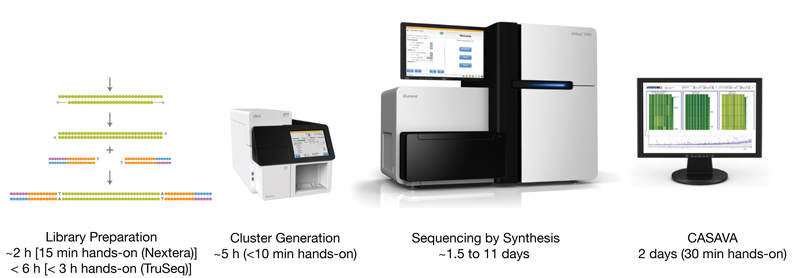 A
A
+
T
T
T
A
A
T
illumina
Library Preparation
~2 h [15 min hands-on (Nextera)]
< 6 h [< 3 h hands-on (TruSeq)]
Cluster Generation
~5 h (<10 min hands-on)
Sequencing by Synthesis
~1.5 to 11 days
CASAVA
2 days (30 min hands-on)